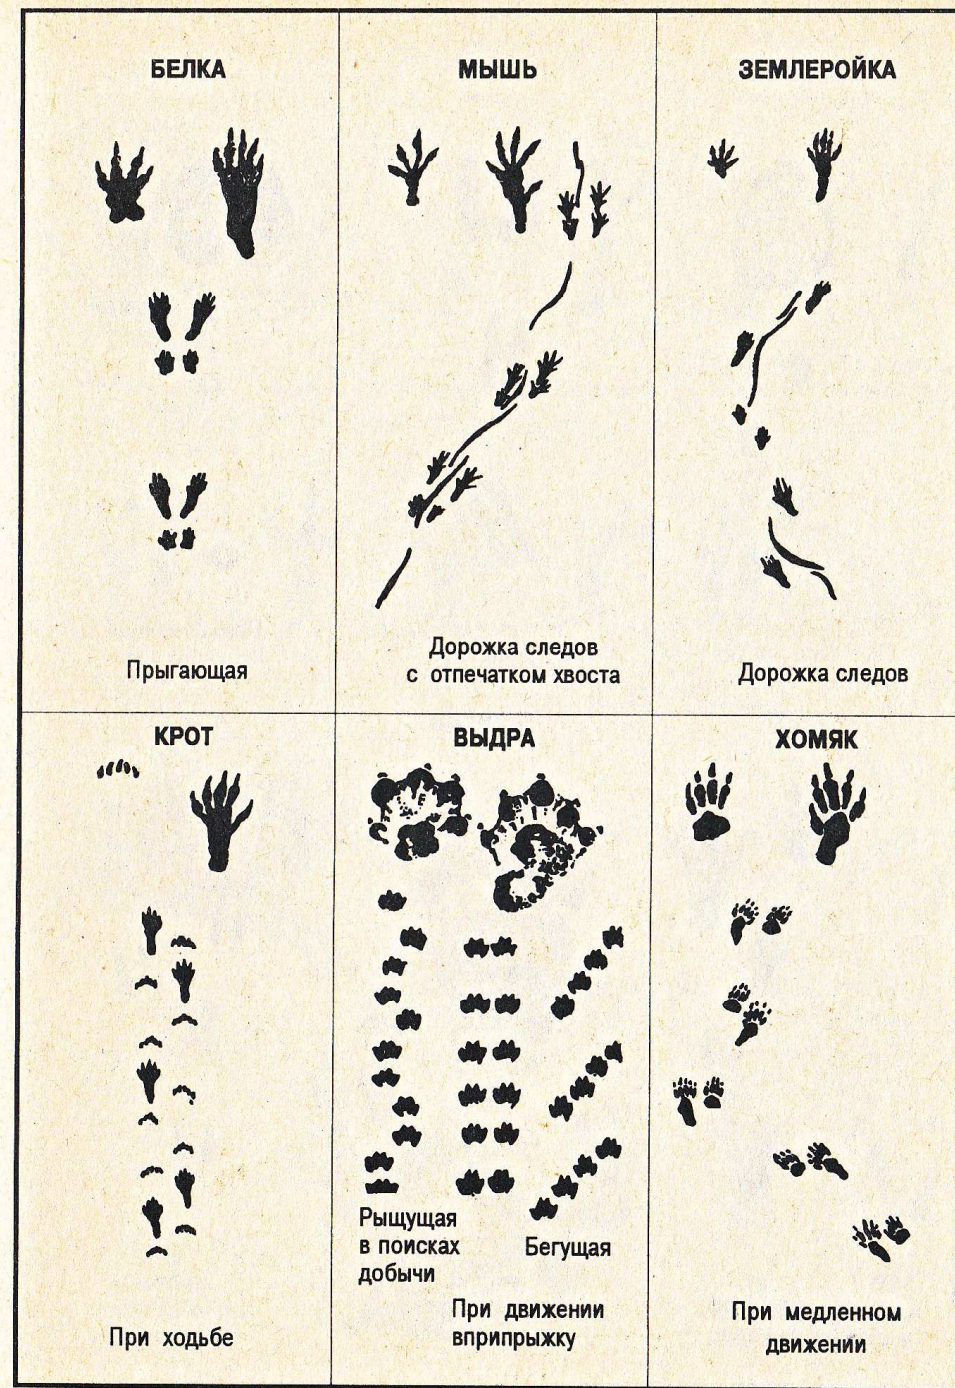 БЕЛКА
МЫШЬ
ЗЕМЛЕРОЙКА
Прыгающая
Дорожка следов
с отпечатком хвоста
Дорожка следов
КРОТ
ВЫДРА
ХОМЯК
При ходьбе
Рыщущая
в поисках
добычи
Бегущая
При движении
вприпрыжку
При медленном
движении